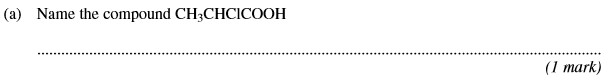 (a) Name the compound CH₃CHClCOOH
(1 mark)